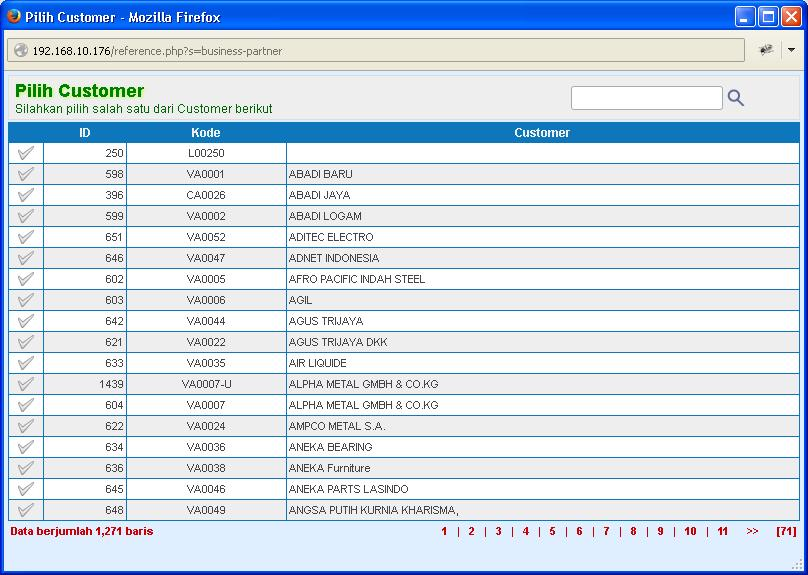 Pilih Customer - Mozilla Firefox
192.168.10.176/reference.php?s=business-partner
Pilih Customer
Silahkan pilih salah satu dari Customer berikut
ID Kode Customer
250 L00250
598 VA0001 ABADI BARU
396 CA0026 ABADI JAYA
599 VA0002 ABADI LOGAM
651 VA0052 ADITEC ELECTRO
646 VA0047 ADNET INDONESIA
602 VA0005 AFRO PACIFIC INDAH STEEL
603 VA0006 AGIL
642 VA0044 AGUS TRIJAYA
621 VA0022 AGUS TRIJAYA DKK
633 VA0035 AIR LIQUIDE
1439 VA0007-U ALPHA METAL GMBH & CO.KG
604 VA0007 ALPHA METAL GMBH & CO.KG
622 VA0024 AMPCO METAL S.A.
634 VA0036 ANEKA BEARING
636 VA0038 ANEKA Furniture
645 VA0046 ANEKA PARTS LASINDO
648 VA0049 ANGSA PUTIH KURNIA KHARISMA,
Data berjumlah 1,271 baris 1 | 2 | 3 | 4 | 5 | 6 | 7 | 8 | 9 | 10 | 11 >> [71]